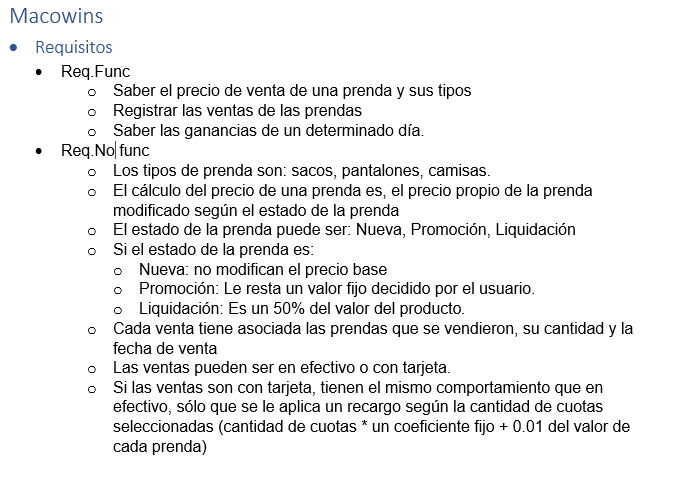 Macowins
• Requisitos
• Req.Func
o Saber el precio de venta de una prenda y sus tipos
o Registrar las ventas de las prendas
o Saber las ganancias de un determinado día.
• Req.No func
o Los tipos de prenda son: sacos, pantalones, camisas.
o El cálculo del precio de una prenda es, el precio propio de la prenda
modificado según el estado de la prenda
o El estado de la prenda puede ser: Nueva, Promoción, Liquidación
o Si el estado de la prenda es:
o Nueva: no modifican el precio base
o Promoción: Le resta un valor fijo decidido por el usuario.
o Liquidación: Es un 50% del valor del producto.
o Cada venta tiene asociada las prendas que se vendieron, su cantidad y la
fecha de venta
o Las ventas pueden ser en efectivo o con tarjeta.
o Si las ventas son con tarjeta, tienen el mismo comportamiento que en
efectivo, sólo que se le aplica un recargo según la cantidad de cuotas
seleccionadas (cantidad de cuotas * un coeficiente fijo + 0.01 del valor de
cada prenda)